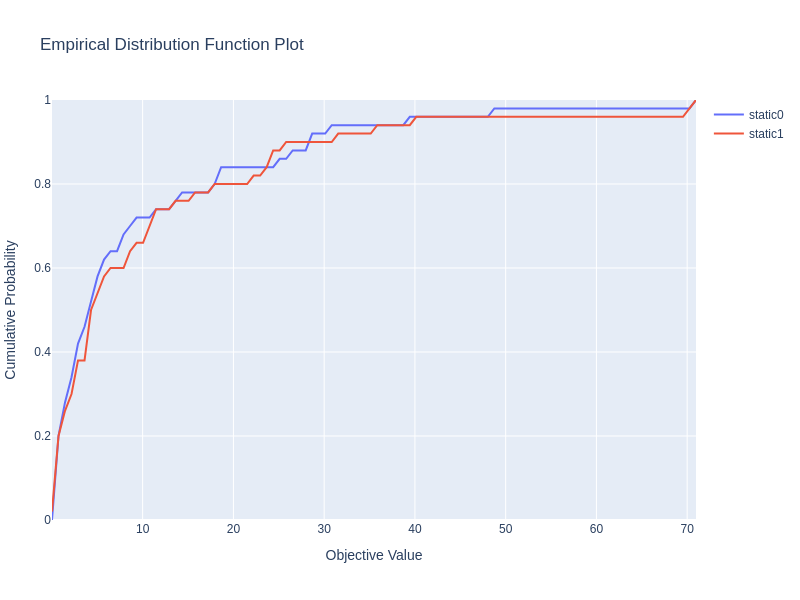 Empirical Distribution Function Plot
1
0.8
0.6
0.4
0.2
0
10
20
30
40
50
60
70
Objective Value
Cumulative Probability
static0
static1